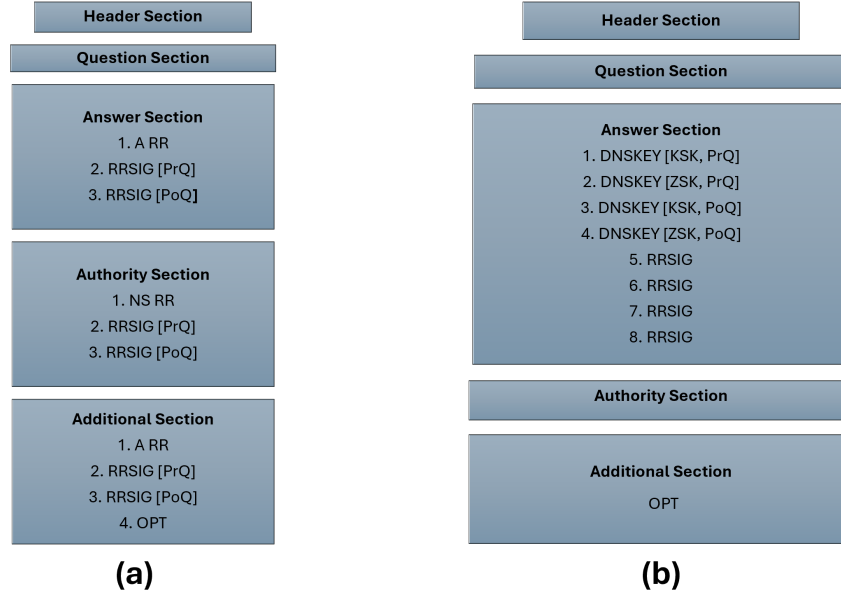 Header Section
Question Section
Answer Section
1. A RR
2. RRSIG [PrQ]
3. RRSIG [PoQ]
Authority Section
1. NS RR
2. RRSIG [PrQ]
3. RRSIG [PoQ]
Additional Section
1. A RR
2. RRSIG [PrQ]
3. RRSIG [PoQ]
4. OPT
(a)
Header Section
Question Section
Answer Section
1. DNSKEY [KSK, PrQ]
2. DNSKEY [ZSK, PrQ]
3. DNSKEY [KSK, PoQ]
4. DNSKEY [ZSK, PoQ]
5. RRSIG
6. RRSIG
7. RRSIG
8. RRSIG
Authority Section
Additional Section
OPT
(b)